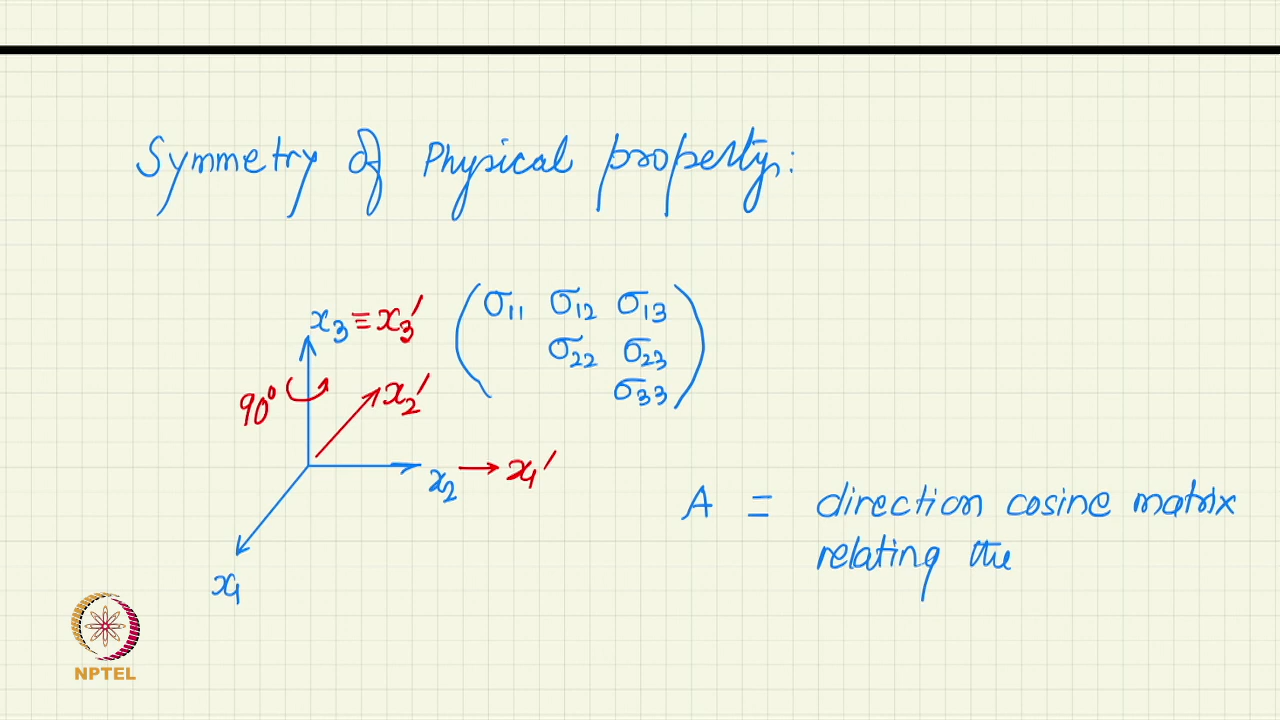 Symmetry of Physical property:
x₃ ≡ x₃′
σ₁₁ σ₁₂ σ₁₃
σ₂₂ σ₂₃
σ₃₃
90°
x₂′
x₂ → x₁′
x₁
A = direction cosine matrix
relating the
NPTEL